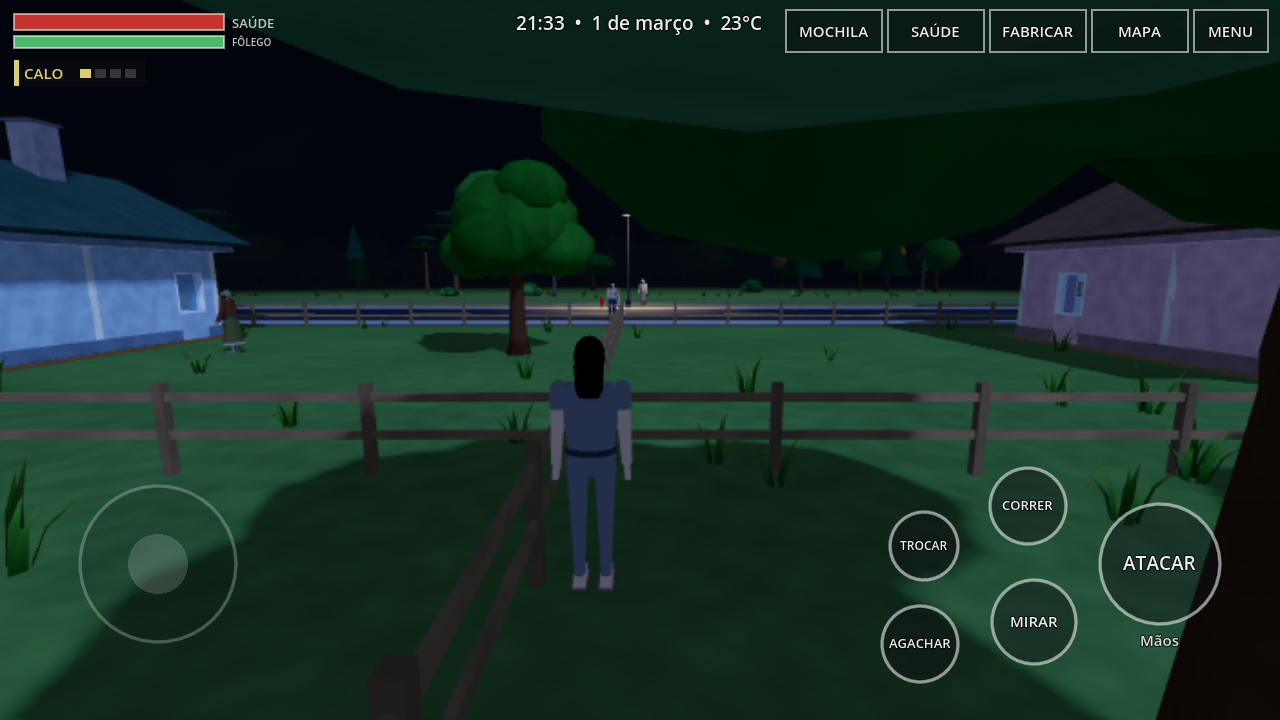 SAÚDE
FÔLEGO
CALO
21:33 • 1 de março • 23°C
MOCHILA
SAÚDE
FABRICAR
MAPA
MENU
CORRER
TROCAR
ATACAR
MIRAR
AGACHAR
Mãos